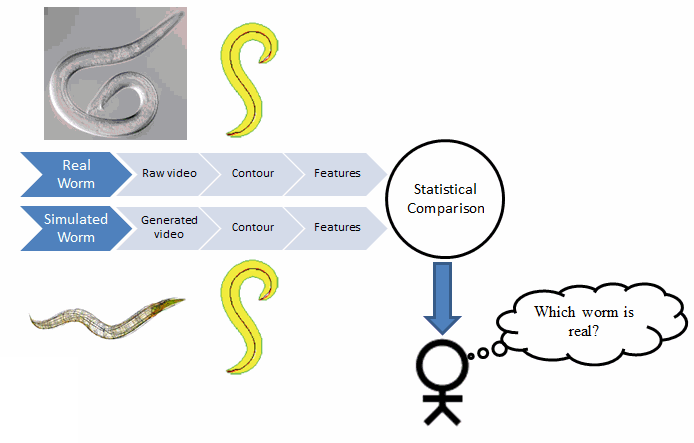 Real
Worm
Raw video
Contour
Features
Simulated
Worm
Generated
video
Contour
Features
Statistical
Comparison
Which worm is
real?